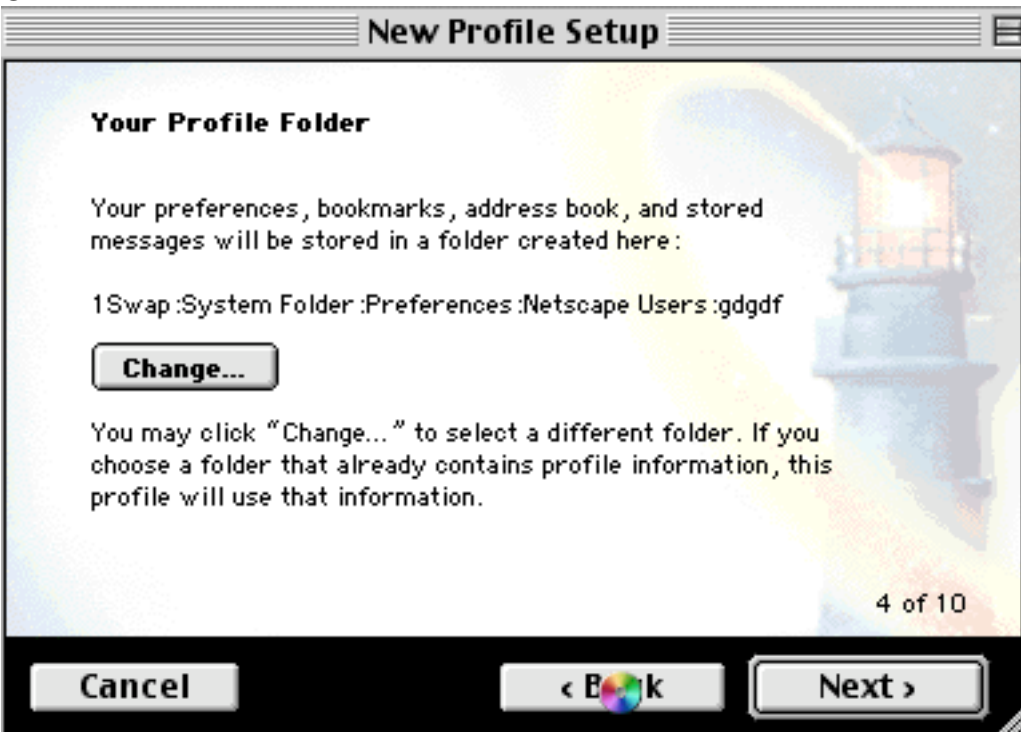 New Profile Setup
Your Profile Folder
Your preferences, bookmarks, address book, and stored
messages will be stored in a folder created here:
1Swap:System Folder:Preferences:Netscape Users:gdgdf
Change...
You may click “Change...” to select a different folder. If you
choose a folder that already contains profile information, this
profile will use that information.
4 of 10
Cancel
‹ Back
Next ›